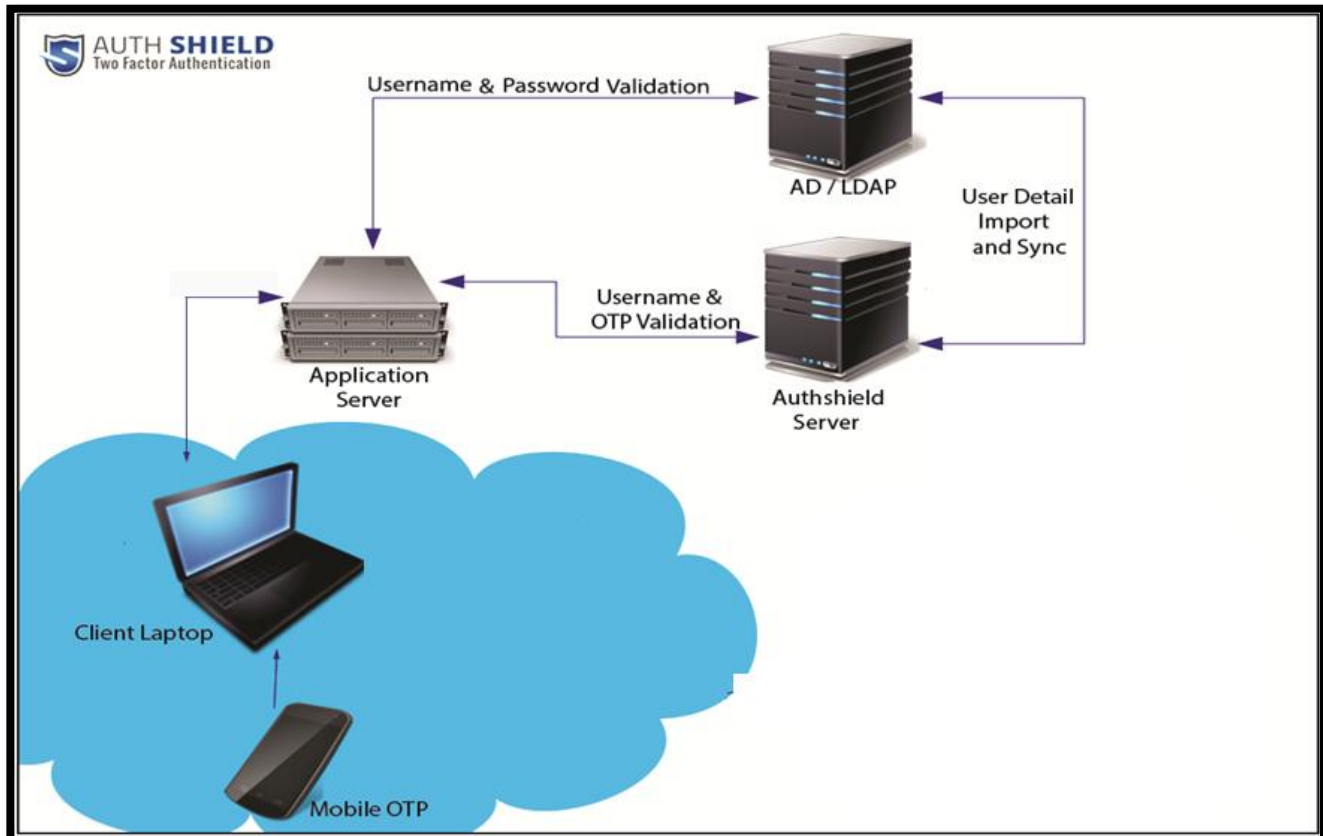 AUTH SHIELD
Two Factor Authentication
Username & Password Validation
AD / LDAP
User Detail
Import
and Sync
Username &
OTP Validation
Application
Server
Authshield
Server
Client Laptop
Mobile OTP